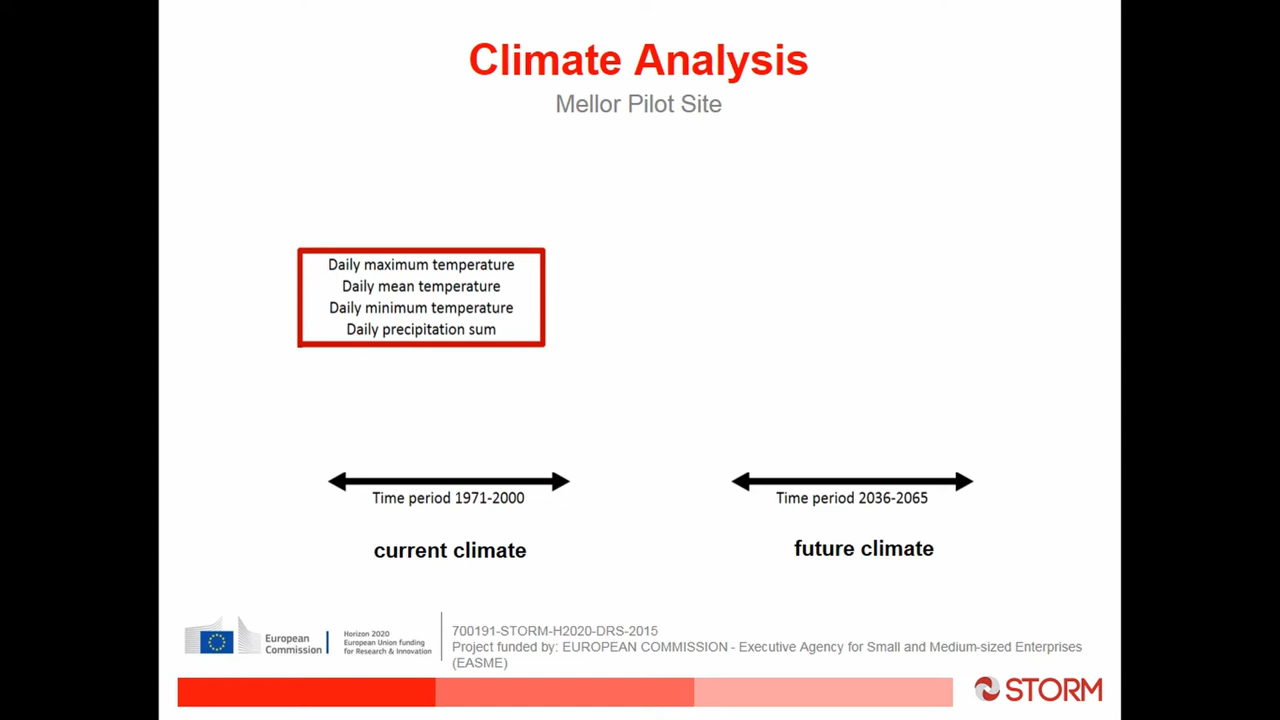 Climate Analysis
Mellor Pilot Site
Daily maximum temperature
Daily mean temperature
Daily minimum temperature
Daily precipitation sum
Time period 1971-2000
Time period 2036-2065
current climate
future climate
European
Commission
Horizon 2020
European Union funding
for Research & Innovation
700191-STORM-H2020-DRS-2015
Project funded by: EUROPEAN COMMISSION - Executive Agency for Small and Medium-sized Enterprises
(EASME)
STORM